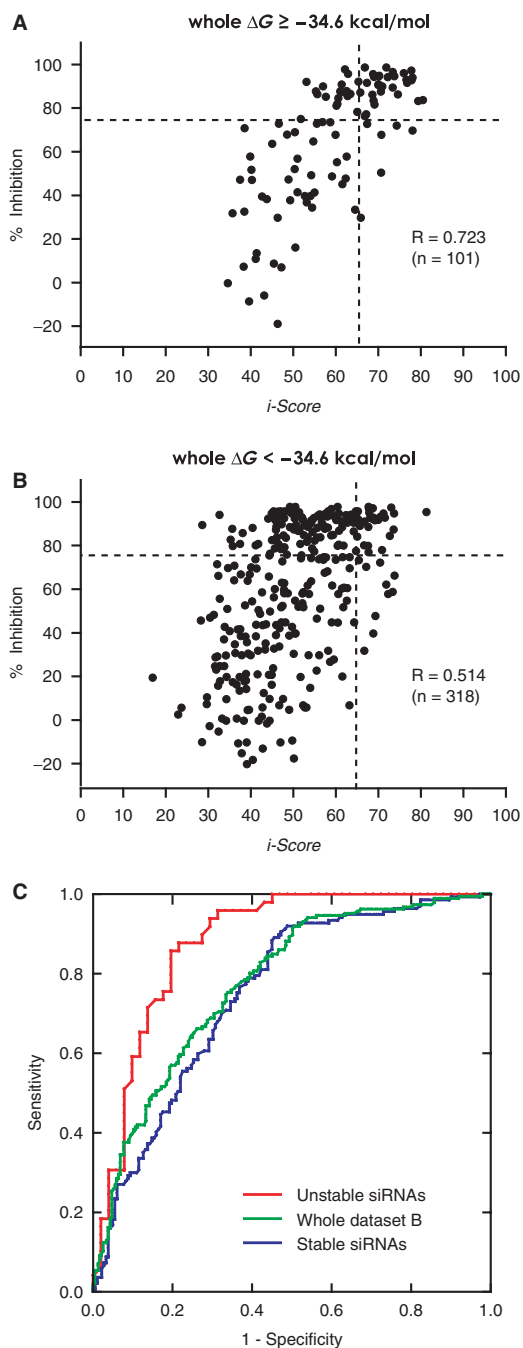 A
whole ΔG ≥ −34.6 kcal/mol
100
80
60
40
20
0
−20
% Inhibition
R = 0.723
(n = 101)
0 10 20 30 40 50 60 70 80 90 100
i-Score
whole ΔG < −34.6 kcal/mol
B
100
80
60
40
20
0
−20
% Inhibition
R = 0.514
(n = 318)
0 10 20 30 40 50 60 70 80 90 100
i-Score
C
1.0
0.8
0.6
0.4
0.2
0.0
Sensitivity
Unstable siRNAs
Whole dataset B
Stable siRNAs
0.0 0.2 0.4 0.6 0.8 1.0
1 - Specificity